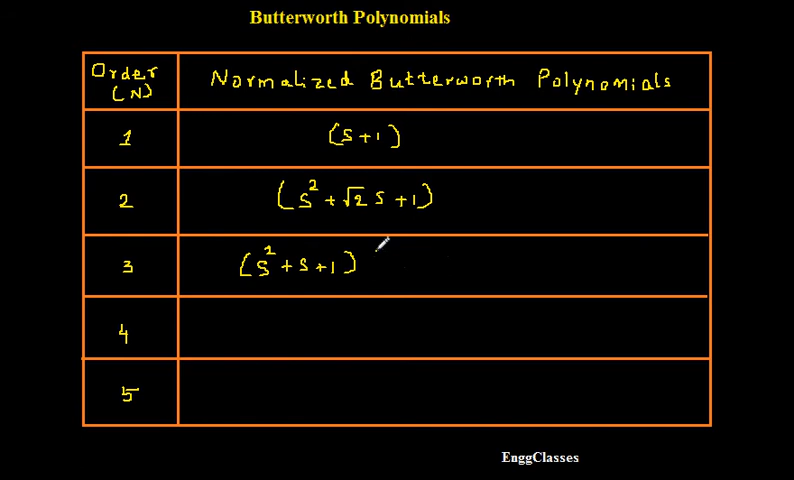 Butterworth Polynomials
Order (N) Normalized Butterworth Polynomials
1 (s+1)
2 (s² + √2 s + 1)
3 (s² + s + 1)
4
5
EnggClasses